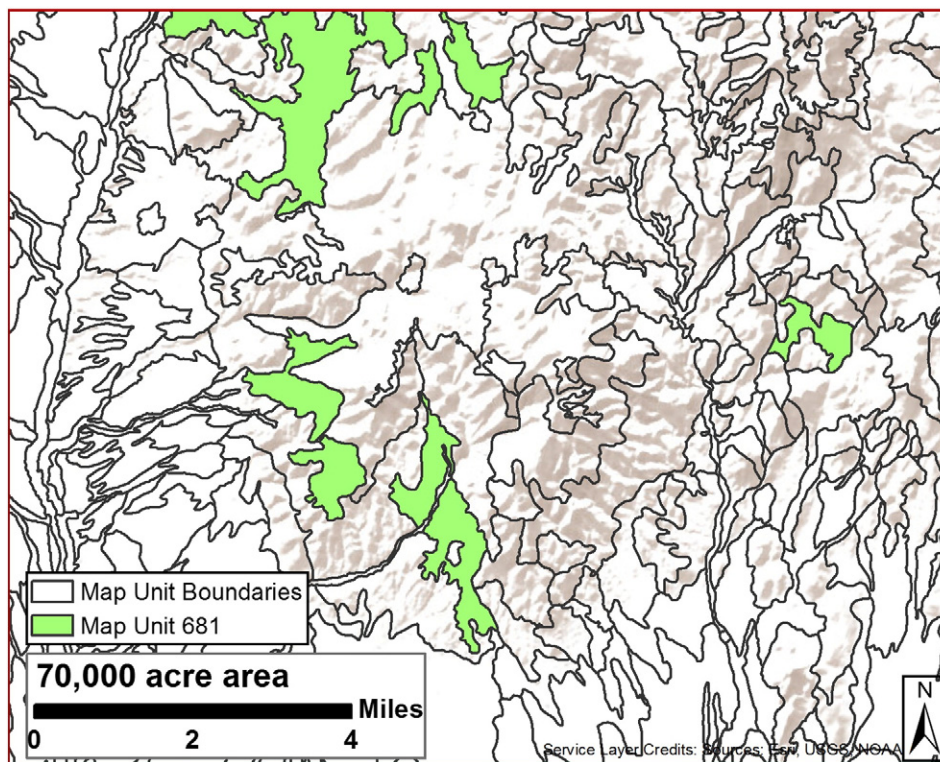 Map Unit Boundaries
Map Unit 681
70,000 acre area
Miles
0 2 4
N
Service Layer Credits: Sources: Esri, USGS, NOAA